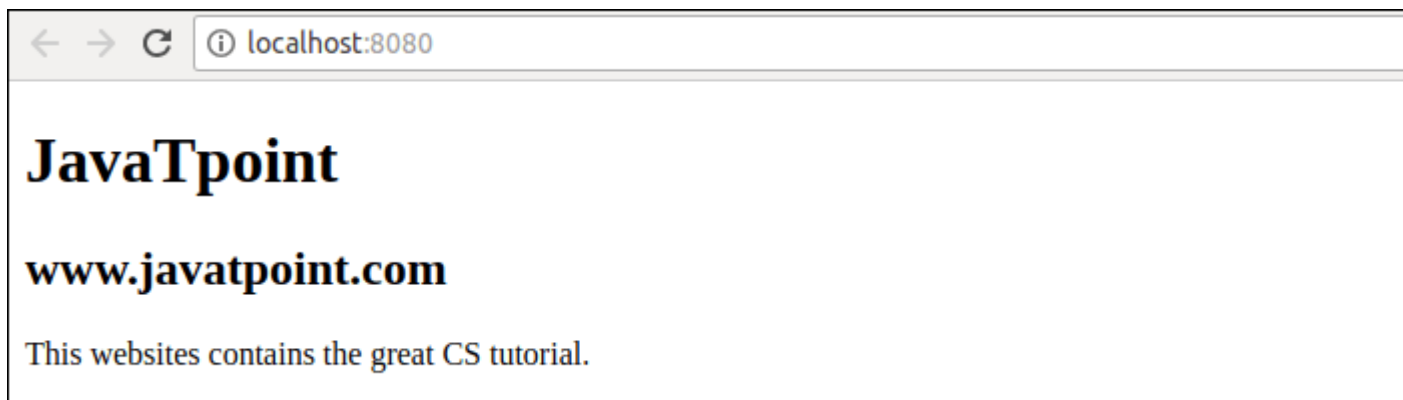 localhost:8080
JavaTpoint
www.javatpoint.com
This websites contains the great CS tutorial.